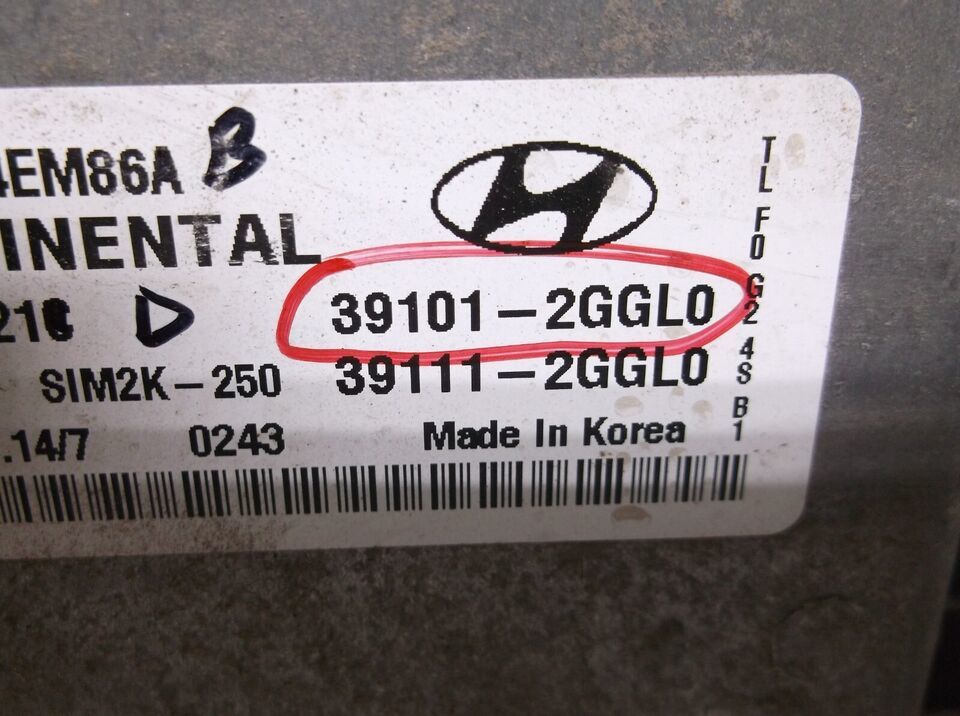 4EM86A B
INENTAL
21C D 39101-2GGL0
SIM2K-250 39111-2GGL0
.14/7 0243 Made In Korea
TL F0 G2 4S B1